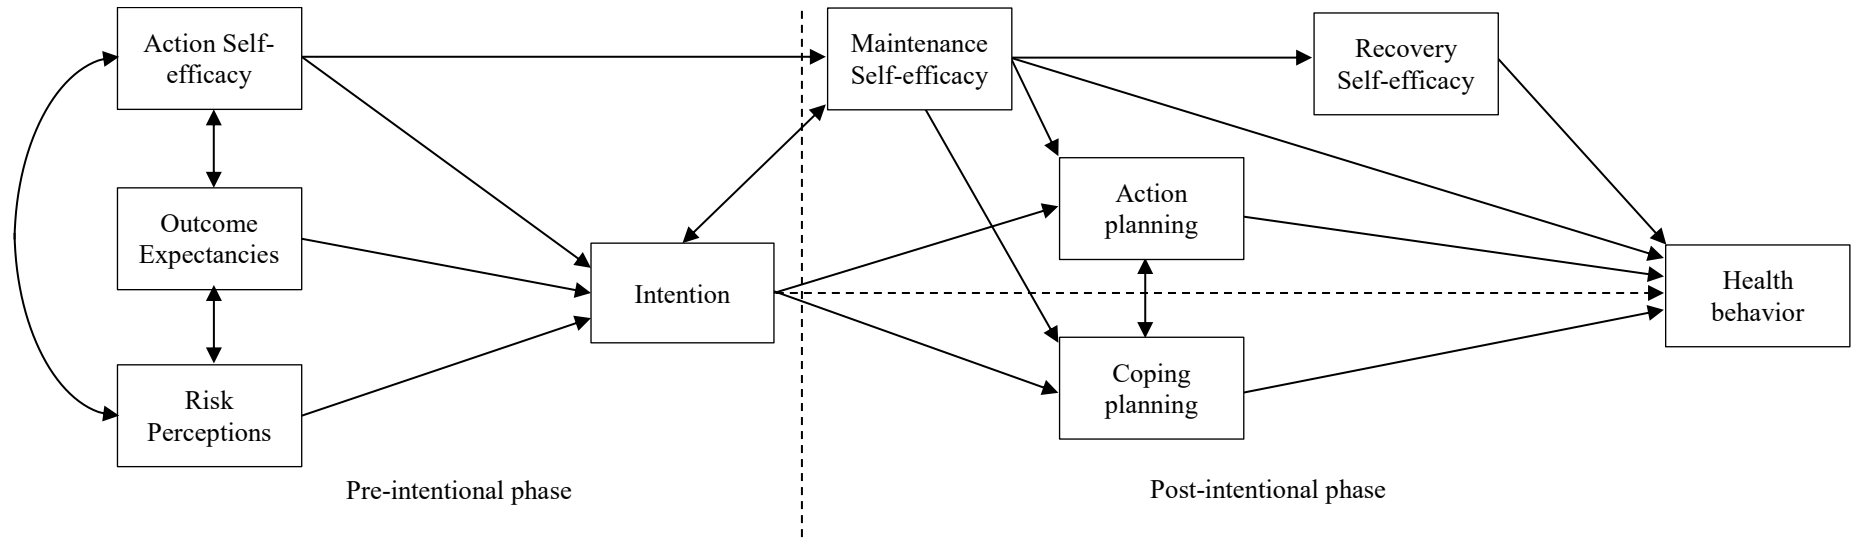 Action Self-
efficacy
Maintenance
Self-efficacy
Recovery
Self-efficacy
Outcome
Expectancies
Action
planning
Intention
Health
behavior
Risk
Perceptions
Coping
planning
Pre-intentional phase
Post-intentional phase